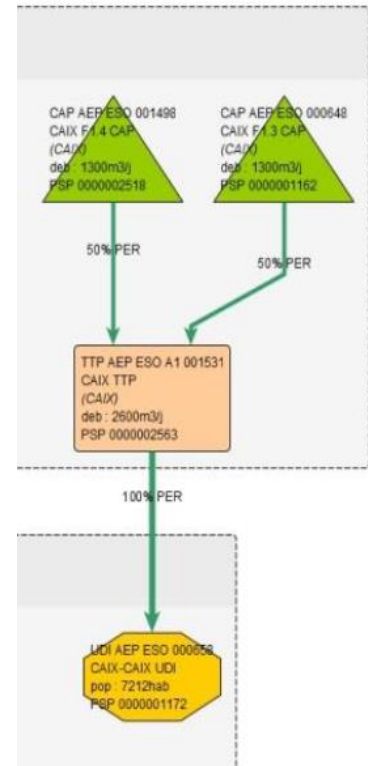 CAP AEP ESO 001498
CAIX F1.4 CAP
(CAIX)
deb : 1300m3/j
PSP 0000002518
CAP AEP ESO 000648
CAIX F1.3 CAP
(CAIX)
deb : 1300m3/j
PSP 0000001162
50% PER
50% PER
TTP AEP ESO A1 001531
CAIX TTP
(CAIX)
deb : 2600m3/j
PSP 0000002563
100% PER
UDI AEP ESO 000658
CAIX-CAIX UDI
pop : 7212hab
PSP 0000001172